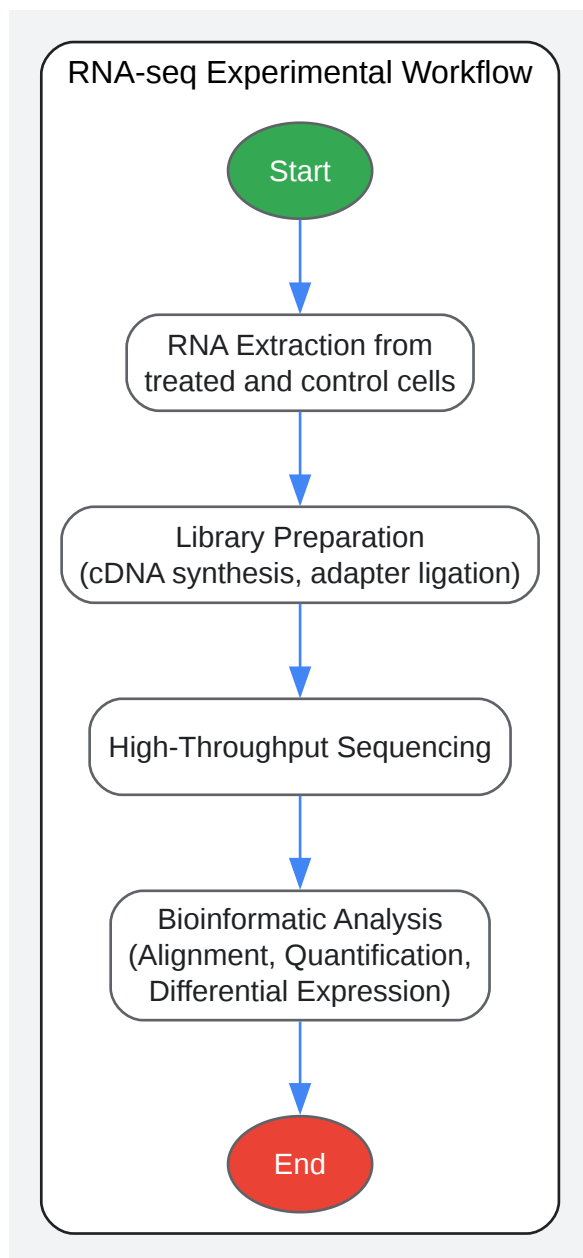 RNA-seq Experimental Workflow
Start
RNA Extraction from
treated and control cells
Library Preparation
(cDNA synthesis, adapter ligation)
High-Throughput Sequencing
Bioinformatic Analysis
(Alignment, Quantification,
Differential Expression)
End